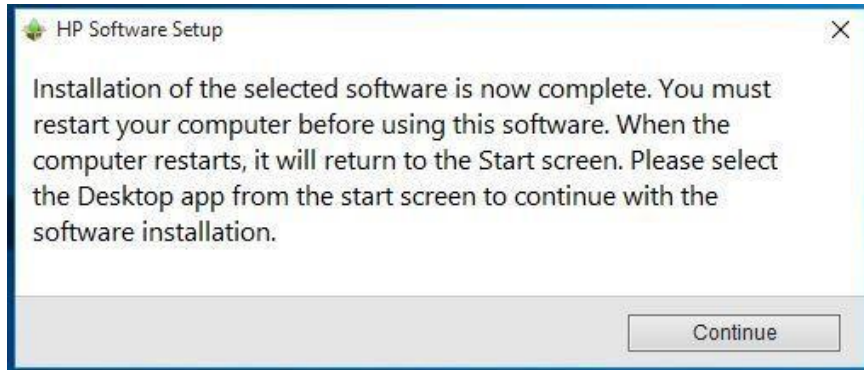 HP Software Setup
Installation of the selected software is now complete. You must
restart your computer before using this software. When the
computer restarts, it will return to the Start screen. Please select
the Desktop app from the start screen to continue with the
software installation.
Continue